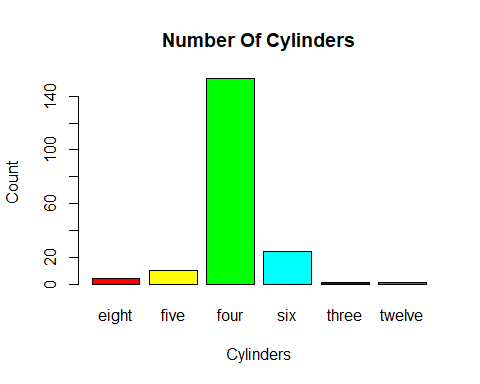 Number Of Cylinders
Count
140
100
60
20
0
eight five four six three twelve
Cylinders